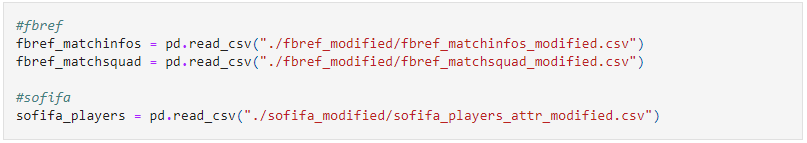 #fbref
fbref_matchinfos = pd.read_csv("./fbref_modified/fbref_matchinfos_modified.csv")
fbref_matchsquad = pd.read_csv("./fbref_modified/fbref_matchsquad_modified.csv")
#sofifa
sofifa_players = pd.read_csv("./sofifa_modified/sofifa_players_attr_modified.csv")